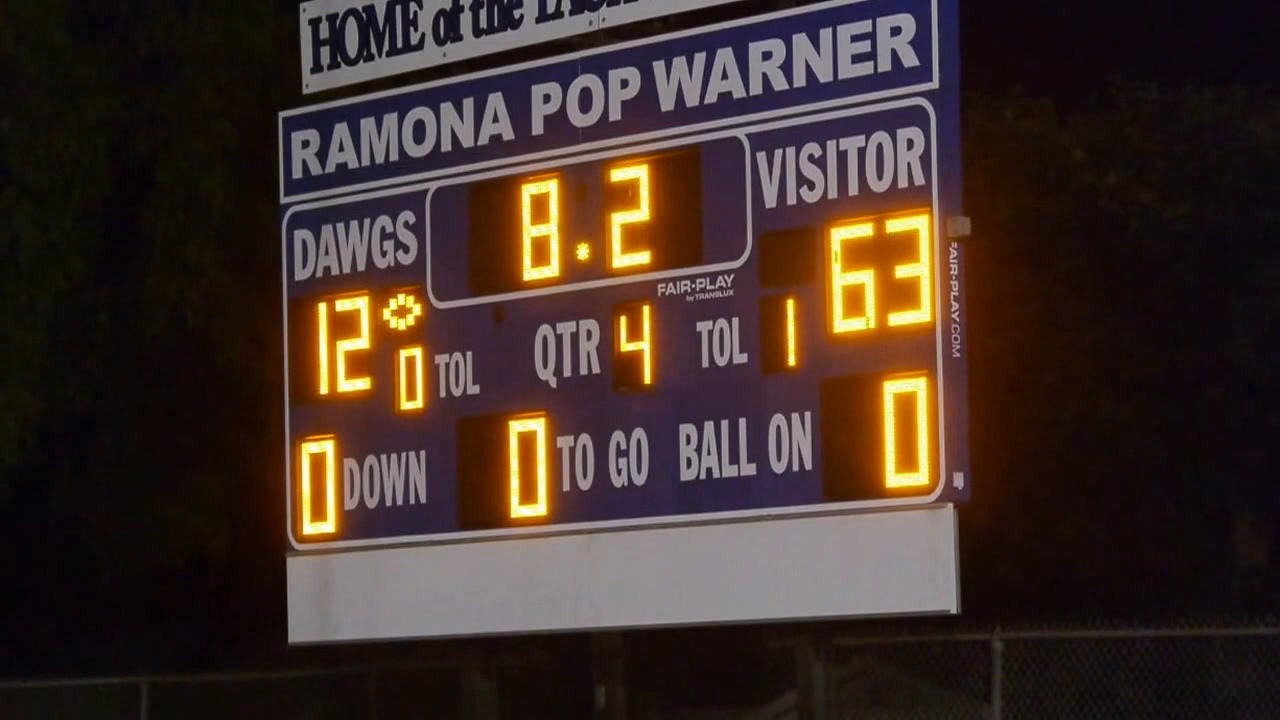 HOME of the
RAMONA POP WARNER
DAWGS 8.2 VISITOR
12 63
FAIR-PLAY
by TRANSLUX
0 TOL QTR 4 TOL 1
0 DOWN 0 TO GO BALL ON 0
FAIR-PLAY.COM